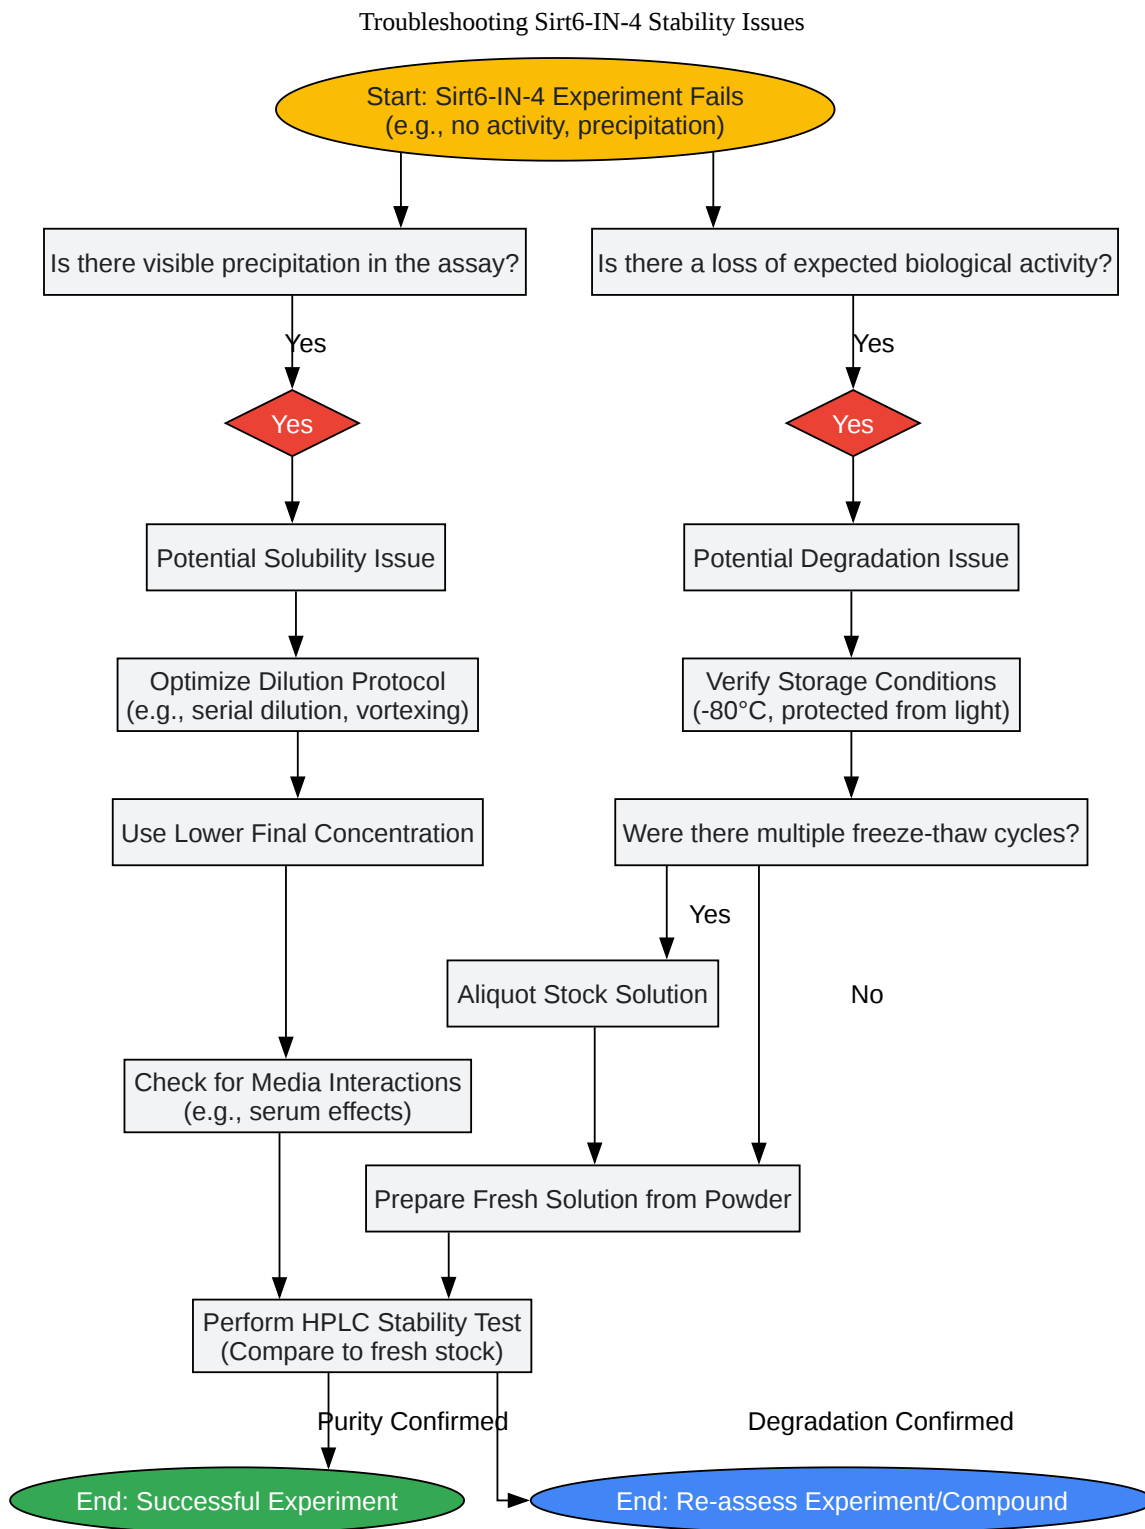 Troubleshooting Sirt6-IN-4 Stability Issues
Start: Sirt6-IN-4 Experiment Fails
(e.g., no activity, precipitation)
Is there visible precipitation in the assay?
Is there a loss of expected biological activity?
Yes
Yes
Yes
Yes
Potential Solubility Issue
Potential Degradation Issue
Optimize Dilution Protocol
(e.g., serial dilution, vortexing)
Verify Storage Conditions
(-80°C, protected from light)
Use Lower Final Concentration
Were there multiple freeze-thaw cycles?
Yes
Aliquot Stock Solution
No
Check for Media Interactions
(e.g., serum effects)
Prepare Fresh Solution from Powder
Perform HPLC Stability Test
(Compare to fresh stock)
Purity Confirmed
Degradation Confirmed
End: Successful Experiment
End: Re-assess Experiment/Compound